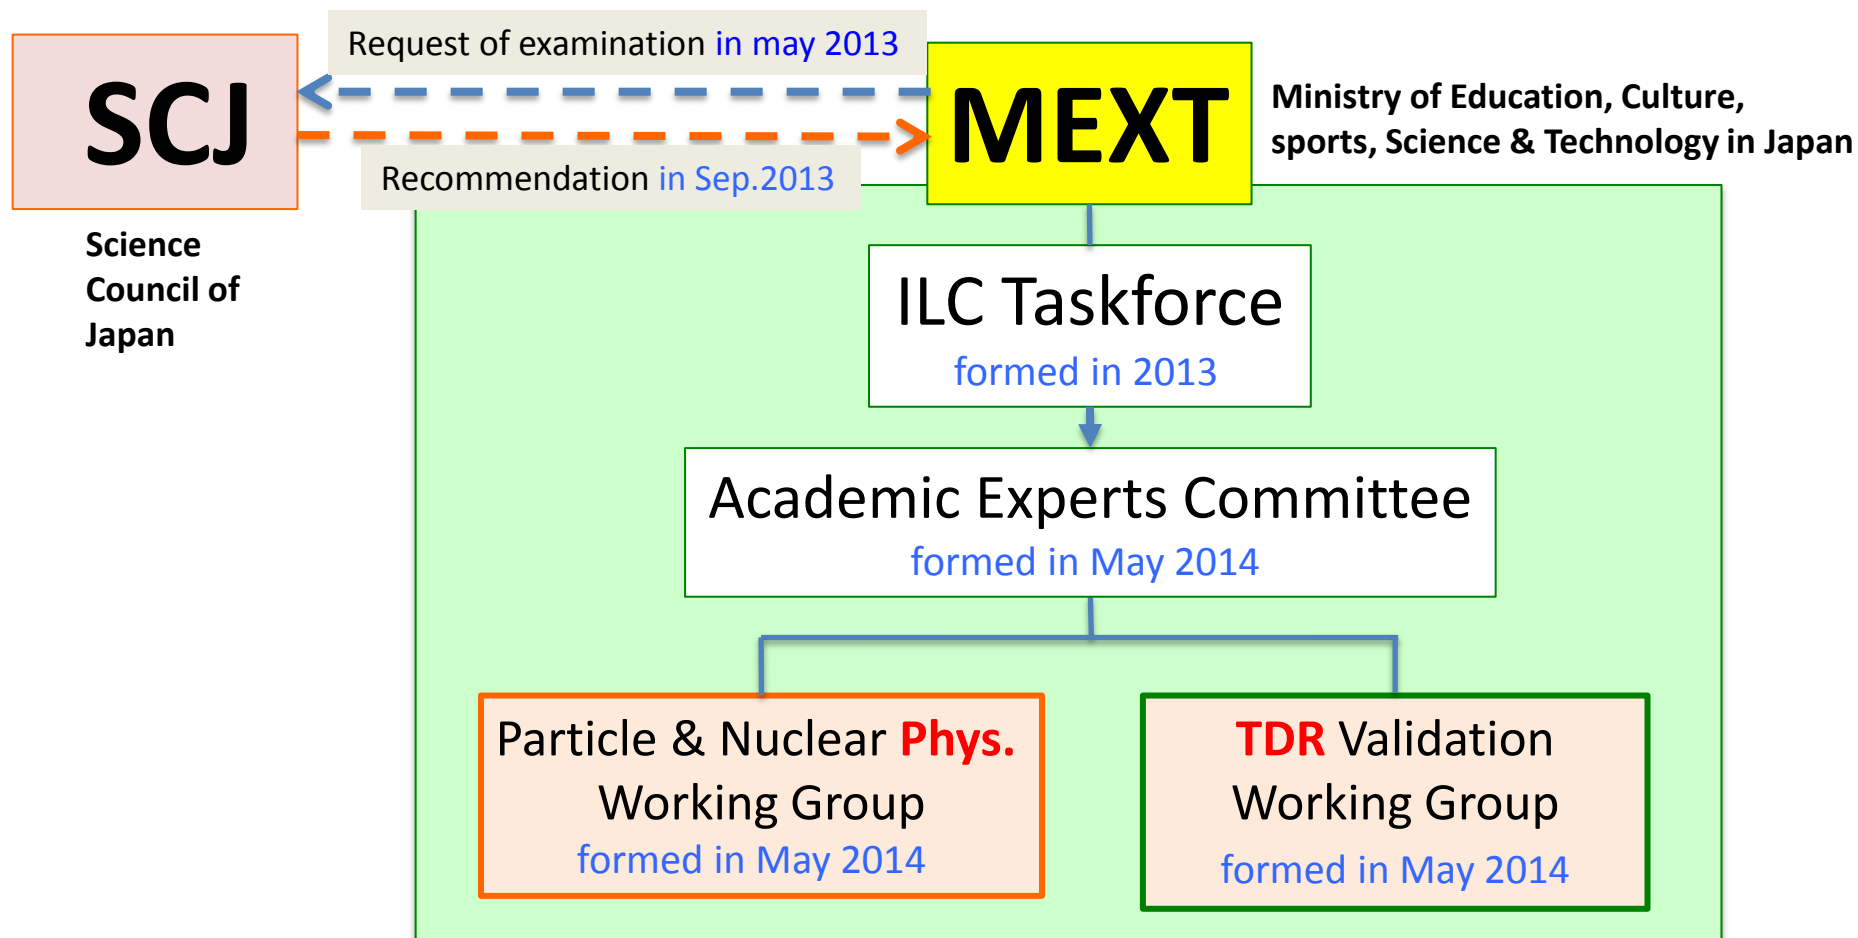 Request of examination in may 2013
SCJ
MEXT
Ministry of Education, Culture,
sports, Science & Technology in Japan
Recommendation in Sep.2013
Science
Council of
Japan
ILC Taskforce
formed in 2013
Academic Experts Committee
formed in May 2014
Particle & Nuclear Phys.
Working Group
formed in May 2014
TDR Validation
Working Group
formed in May 2014